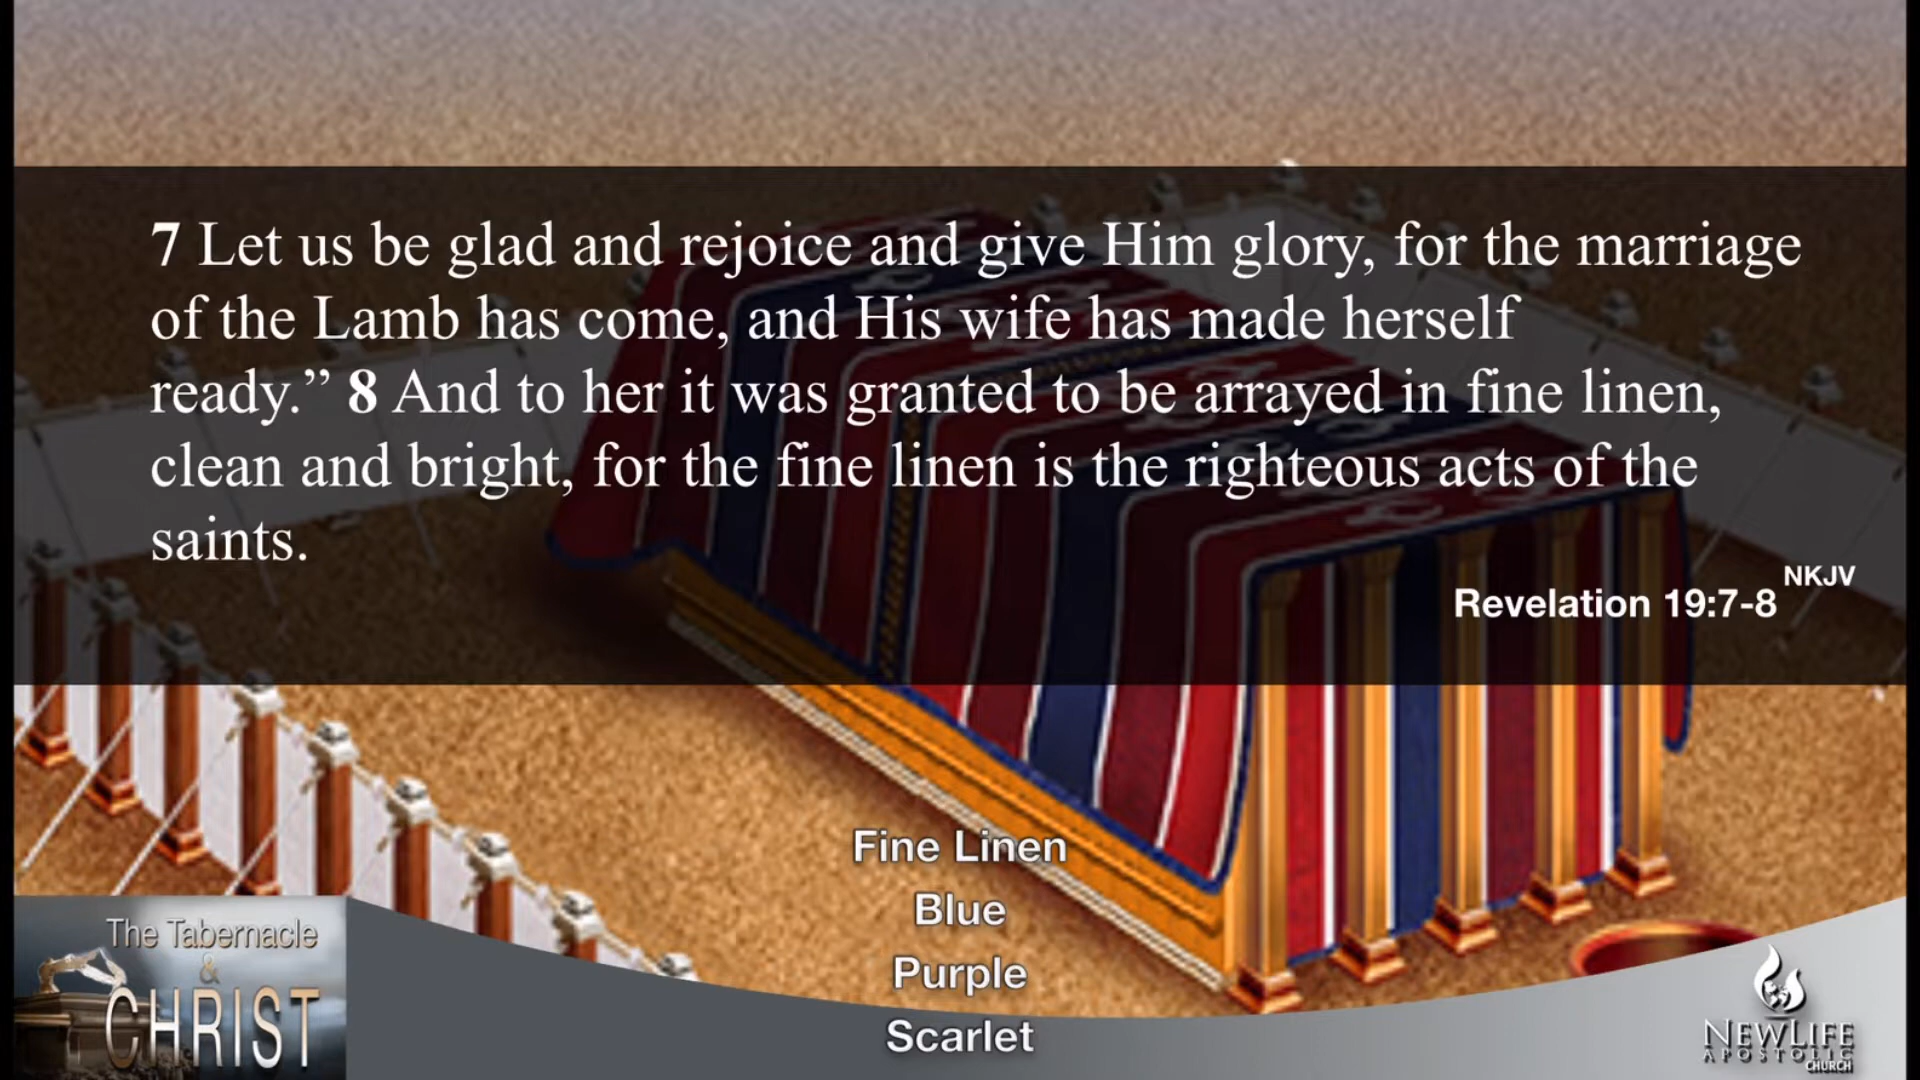 7 Let us be glad and rejoice and give Him glory, for the marriage
of the Lamb has come, and His wife has made herself
ready.” 8 And to her it was granted to be arrayed in fine linen,
clean and bright, for the fine linen is the righteous acts of the
saints.
Revelation 19:7-8 NKJV
Fine Linen
Blue
Purple
Scarlet
The Tabernacle
&
CHRIST
NEWLIFE
APOSTOLIC
CHURCH